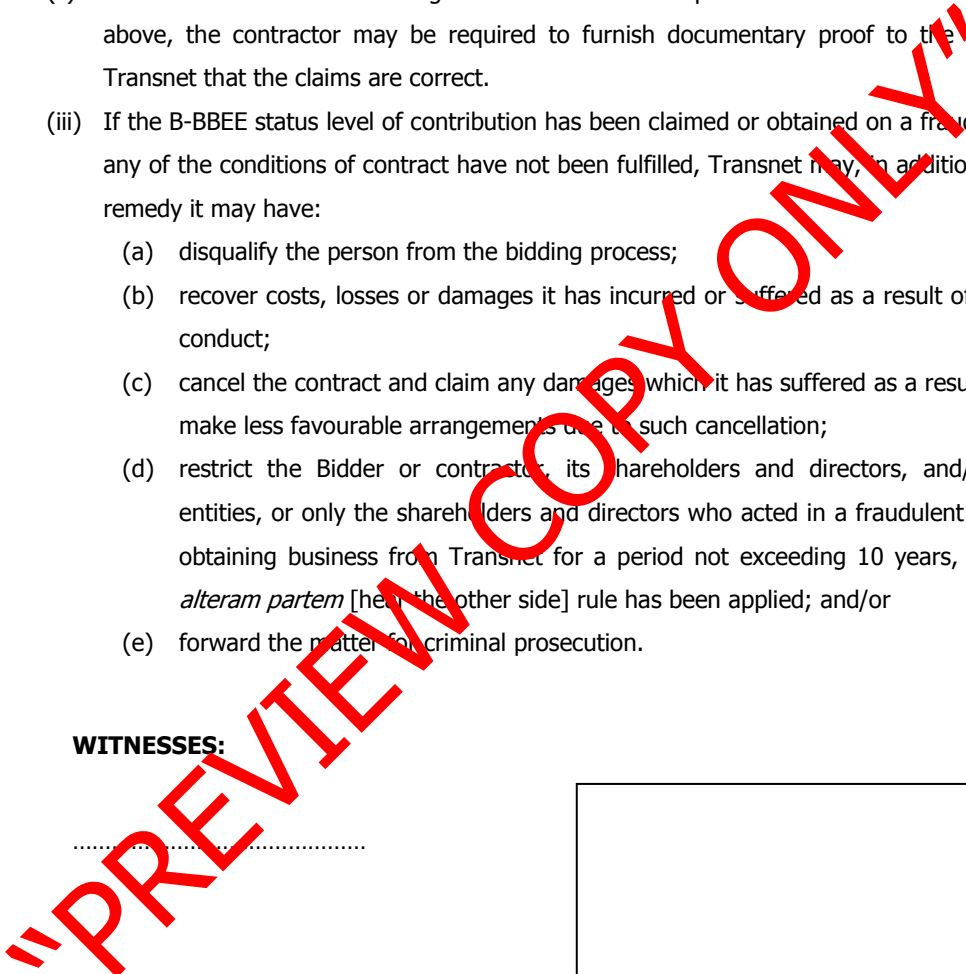 above, the contractor may be required to furnish documentary proof to the
Transnet that the claims are correct.
(iii) If the B-BBEE status level of contribution has been claimed or obtained on a
any of the conditions of contract have not been fulfilled, Transnet may, in
remedy it may have:
(a) disqualify the person from the bidding process;
(b) recover costs, losses or damages it has incurred or suffered as a result of
conduct;
(c) cancel the contract and claim any damages which it has suffered as a
make less favourable arrangements due to such cancellation;
(d) restrict the Bidder or contractor, its shareholders and directors, and/
entities, or only the shareholders and directors who acted in a fraudulent
obtaining business from Transnet for a period not exceeding 10 years,
alteram partem [hear the other side] rule has been applied; and/or
(e) forward the matter for criminal prosecution.
WITNESSES:
"PREVIEW COPY ONLY"